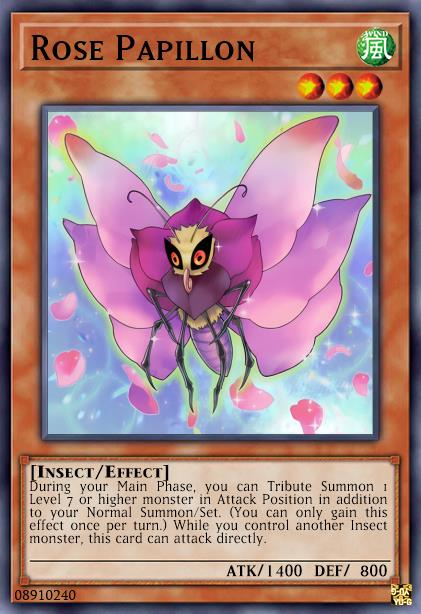 ROSE PAPILLON
WIND
風
[INSECT/EFFECT]
During your Main Phase, you can Tribute Summon 1
Level 7 or higher monster in Attack Position in addition
to your Normal Summon/Set. (You can only gain this
effect once per turn.) While you control another Insect
monster, this card can attack directly.
ATK/1400 DEF/ 800
08910240